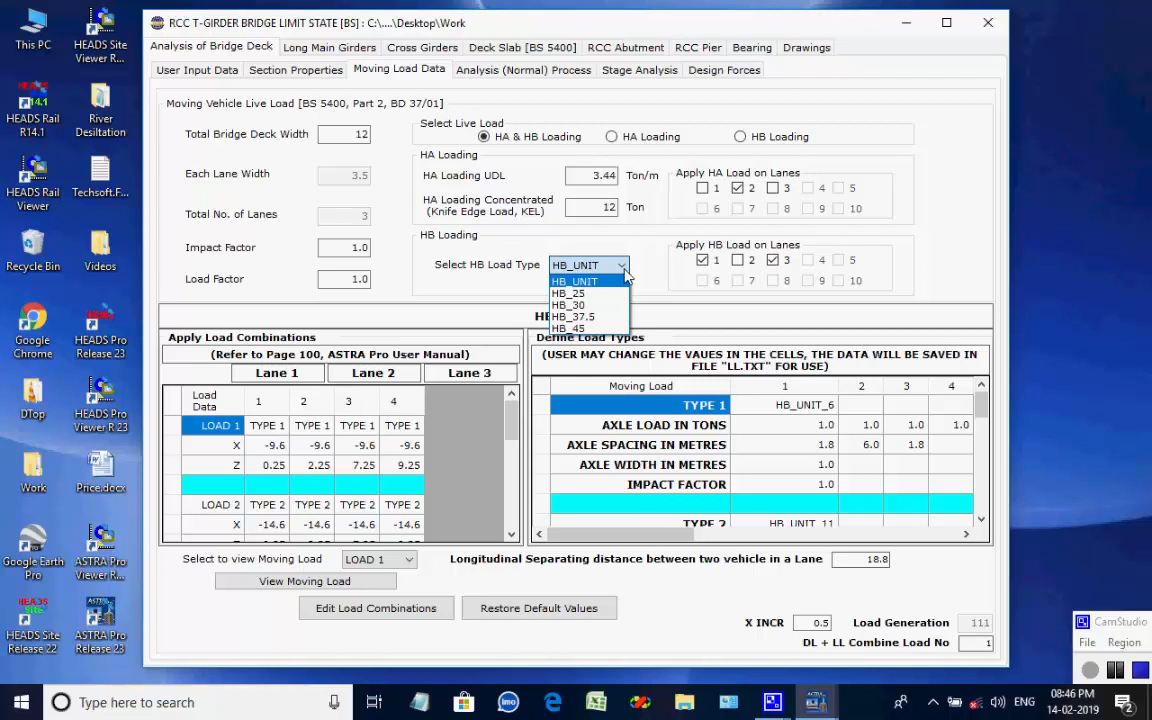 RCC T-GIRDER BRIDGE LIMIT STATE [BS] : C:\....\Desktop\Work
Analysis of Bridge Deck Long Main Girders Cross Girders Deck Slab [BS 5400] RCC Abutment RCC Pier Bearing Drawings
User Input Data Section Properties Moving Load Data Analysis (Normal) Process Stage Analysis Design Forces
Moving Vehicle Live Load [BS 5400, Part 2, BD 37/01]
Total Bridge Deck Width 12
Each Lane Width 3.5
Total No. of Lanes 3
Impact Factor 1.0
Load Factor 1.0
Select Live Load
HA & HB Loading HA Loading HB Loading
HA Loading
HA Loading UDL 3.44 Ton/m
HA Loading Concentrated
(Knife Edge Load, KEL) 12 Ton
Apply HA Load on Lanes
1 2 3 4 5
6 7 8 9 10
HB Loading
Select HB Load Type HB_UNIT
HB_UNIT
HB_25
HB_30
HB_37.5
HB_45
Apply HB Load on Lanes
1 2 3 4 5
6 7 8 9 10
Apply Load Combinations
(Refer to Page 100, ASTRA Pro User Manual)
Lane 1 Lane 2 Lane 3
Load
Data 1 2 3 4
LOAD 1 TYPE 1 TYPE 1 TYPE 1 TYPE 1
X -9.6 -9.6 -9.6 -9.6
Z 0.25 2.25 7.25 9.25
LOAD 2 TYPE 2 TYPE 2 TYPE 2 TYPE 2
X -14.6 -14.6 -14.6 -14.6
Define Load Types
(USER MAY CHANGE THE VAUES IN THE CELLS, THE DATA WILL BE SAVED IN
FILE "LL.TXT" FOR USE)
Moving Load 1 2 3 4
TYPE 1 HB_UNIT_6
AXLE LOAD IN TONS 1.0 1.0 1.0 1.0
AXLE SPACING IN METRES 1.8 6.0 1.8
AXLE WIDTH IN METRES 1.0
IMPACT FACTOR 1.0
TYPE 2 HB_UNIT_11
Select to view Moving Load LOAD 1
View Moving Load
Longitudinal Separating distance between two vehicle in a Lane 18.8
Edit Load Combinations Restore Default Values
X INCR 0.5 Load Generation 111
DL + LL Combine Load No 1
This PC
HEADS Site
Viewer R...
HEADS Rail
R14.1
River
Desiltation
HEADS Rail
Viewer
Techsoft.F...
Recycle Bin
Videos
Google
Chrome
HEADS Pro
Release 23
DTop
HEADS Pro
Viewer R 23
Work
Price.docx
Google Earth
Pro
ASTRA Pro
Viewer R...
HEADS Site
Release 22
ASTRA Pro
Release 23
CamStudio
File Region
Type here to search
ENG
08:46 PM
14-02-2019
2